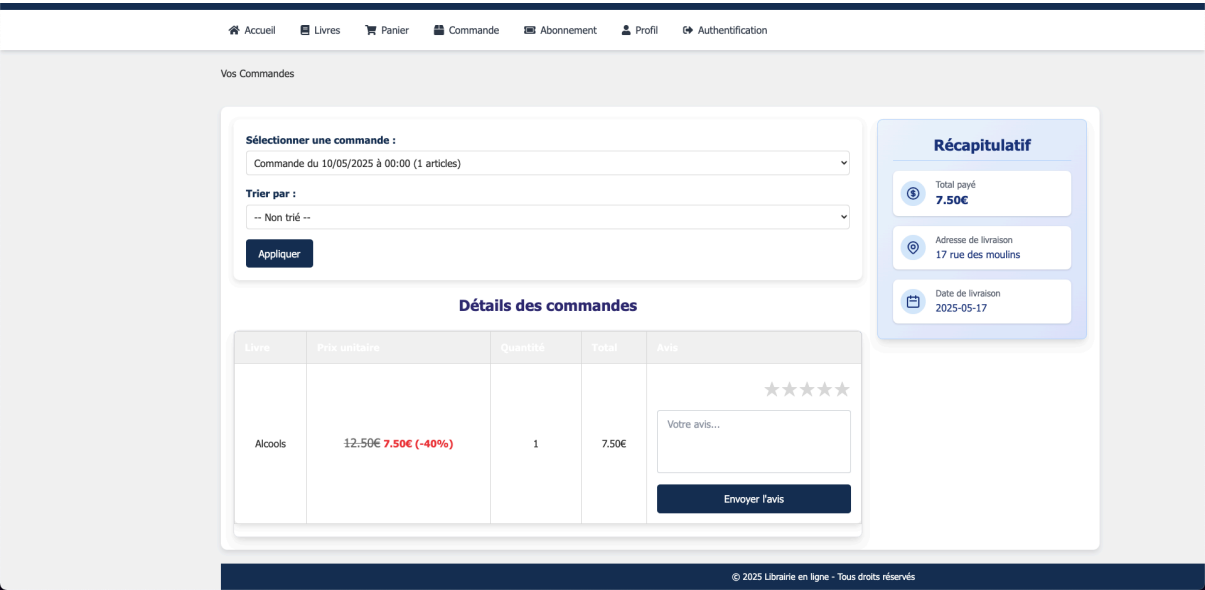 Accueil Livres Panier Commande Abonnement Profil Authentification
Vos Commandes
Sélectionner une commande :
Commande du 10/05/2025 à 00:00 (1 articles)
Trier par :
-- Non trié --
Appliquer
Détails des commandes
Livre Prix unitaire Quantité Total Avis
Alcools 12.50€ 7.50€ (-40%) 1 7.50€
Votre avis...
Envoyer l'avis
Récapitulatif
Total payé
7.50€
Adresse de livraison
17 rue des moulins
Date de livraison
2025-05-17
© 2025 Librairie en ligne - Tous droits réservés